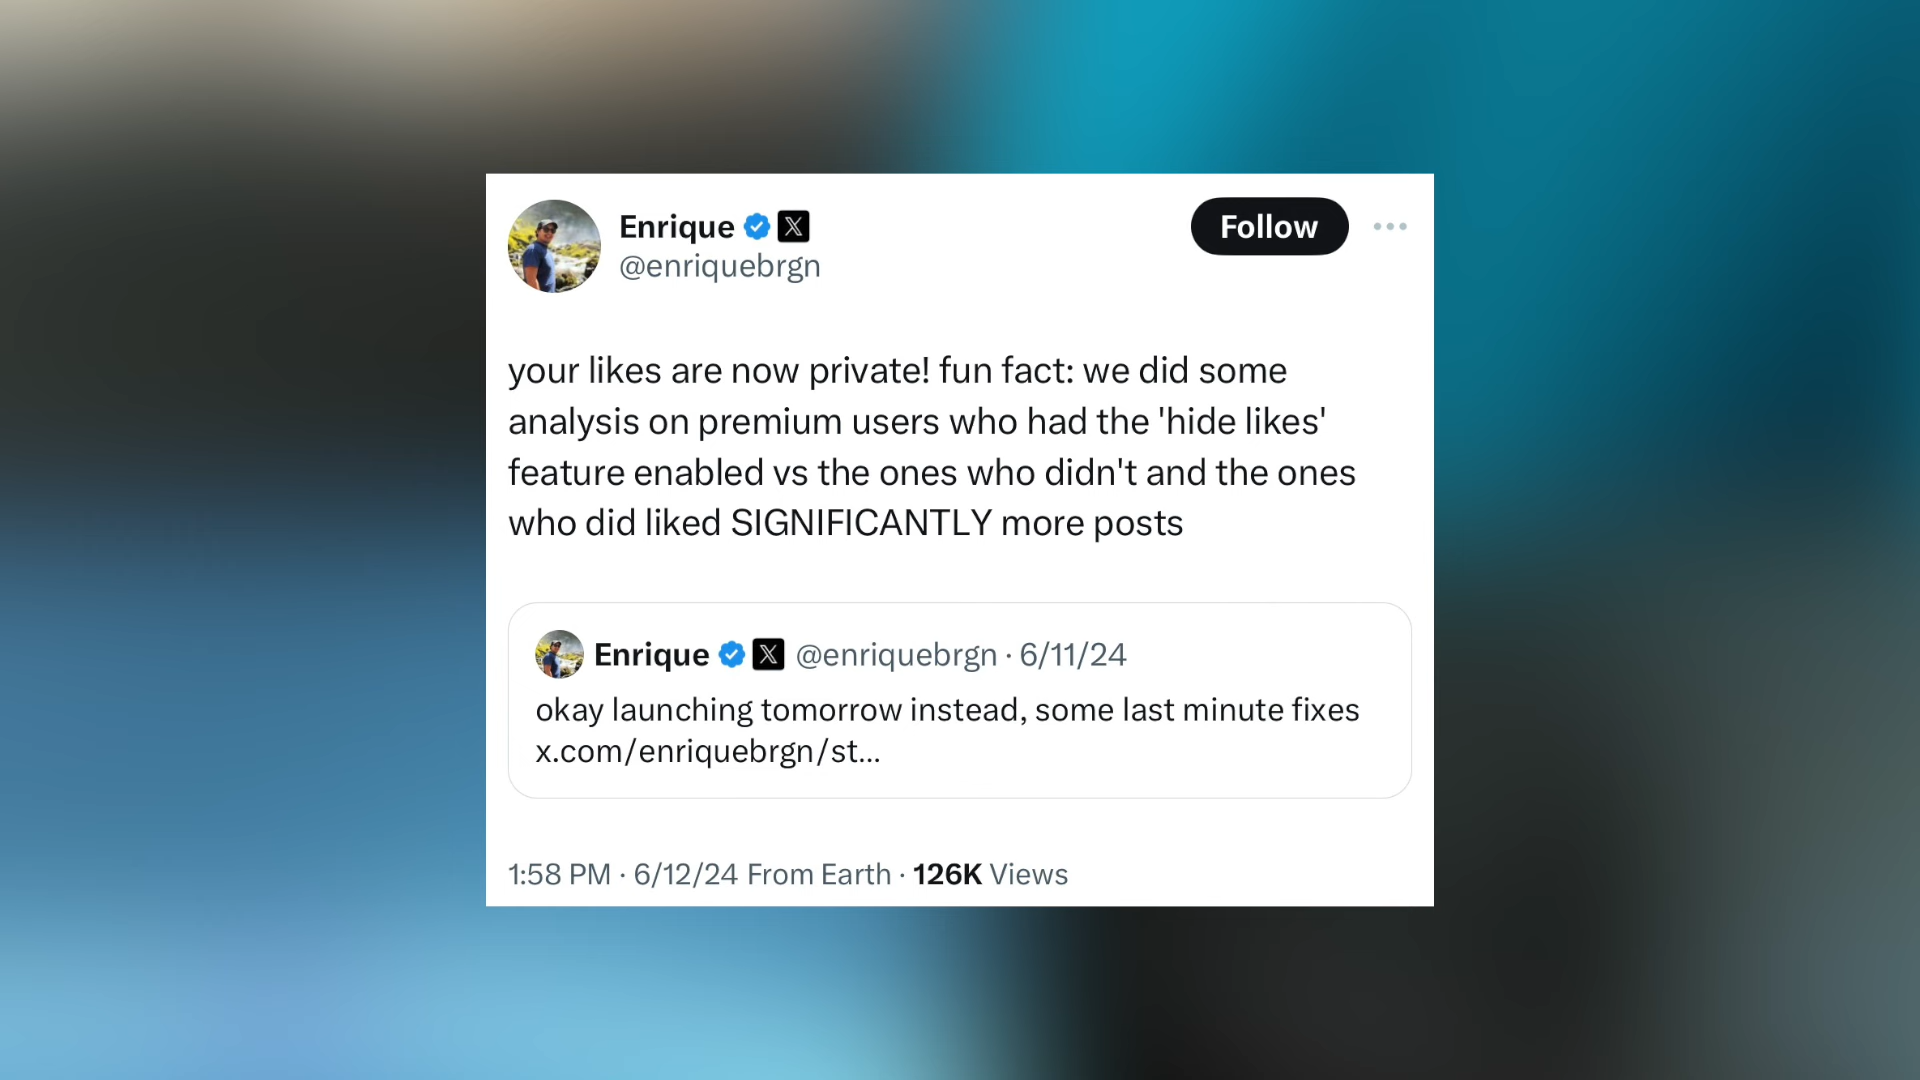 Enrique
@enriquebrgn
Follow
your likes are now private! fun fact: we did some
analysis on premium users who had the 'hide likes'
feature enabled vs the ones who didn't and the ones
who did liked SIGNIFICANTLY more posts
Enrique @enriquebrgn · 6/11/24
okay launching tomorrow instead, some last minute fixes
x.com/enriquebrgn/st...
1:58 PM · 6/12/24 From Earth · 126K Views